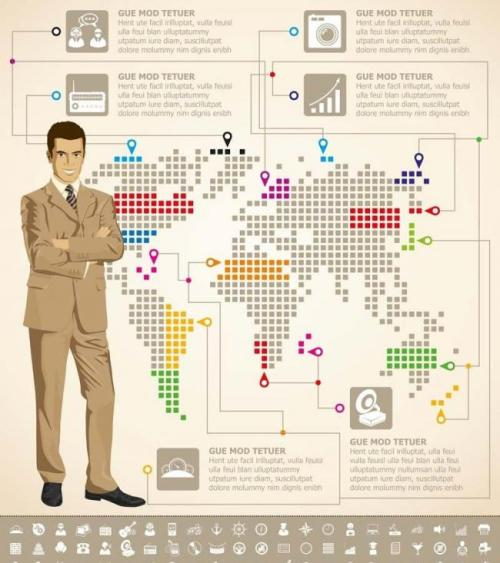 GUE MOD TETUER
Hent ute facil irilluptat, vulla feuisi
ulla feui blan ulluptatummy
utpatum iure diam, suscillutpat
dolore molummy nim dignis enibh
GUE MOD TETUER
Hent ute facil irilluptat, vulla feuisi
ulla feui blan ulluptatummy
utpatum iure diam, suscillutpat
dolore molummy nim dignis enibh
GUE MOD TETUER
Hent ute facil irilluptat, vulla feuisi
ulla feui blan ulluptatummy
utpatum iure diam, suscillutpat
dolore molummy nim dignis enibh
GUE MOD TETUER
Hent ute facil irilluptat, vulla feuisi
ulla feui blan ulluptatummy
utpatum iure diam, suscillutpat
dolore molummy nim dignis enibh
GUE MOD TETUER
Hent ute facil irilluptat, vulla feuisi
ulla feui blan ulluptatummy
utpatum iure diam, suscillutpat
dolore molummy nim dignis enibh
GUE MOD TETUER
Hent ute facil irilluptat, vulla feuisi
ulla feui blan ulluptatummy
utpatum iure diam, suscillutpat
dolore molummy nim dignis enibh